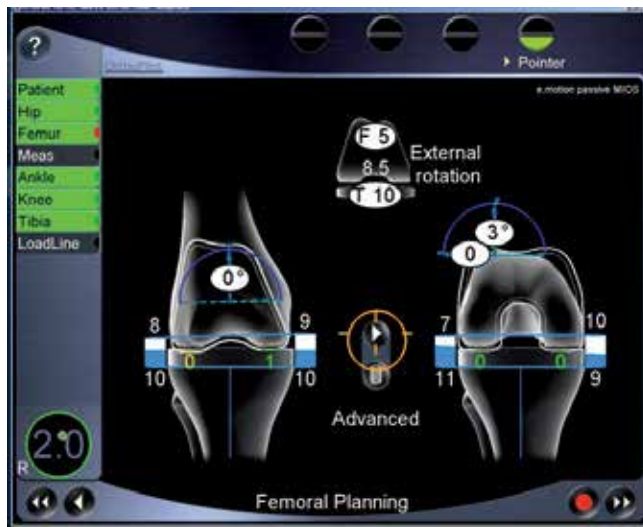 ?
Pointer
e.motion passive MIOS
Patient
Hip
Femur
Meas
Ankle
Knee
Tibia
LoadLine
F 5
8.5
T 10
External
rotation
0°
3°
0
8
9
7
10
0
1
0
0
10
10
11
9
Advanced
2.0
R
Femoral Planning